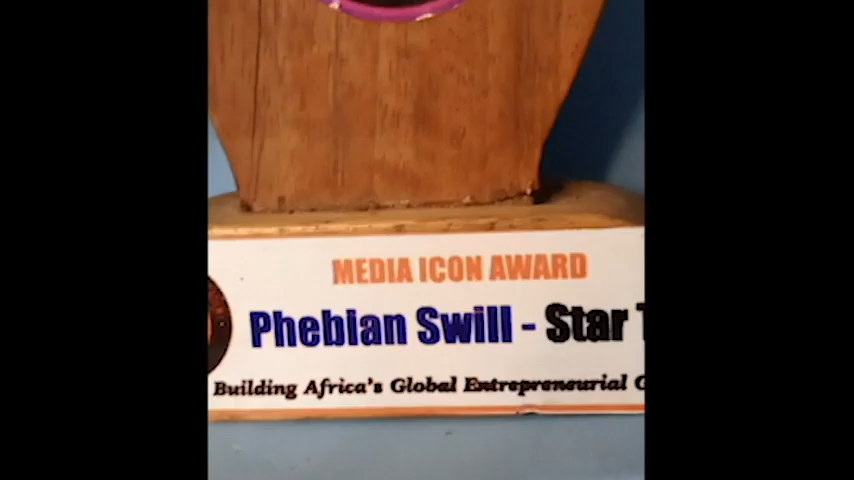 MEDIA ICON AWARD
Phebian Swill - Star
Building Africa's Global Entrepreneurial